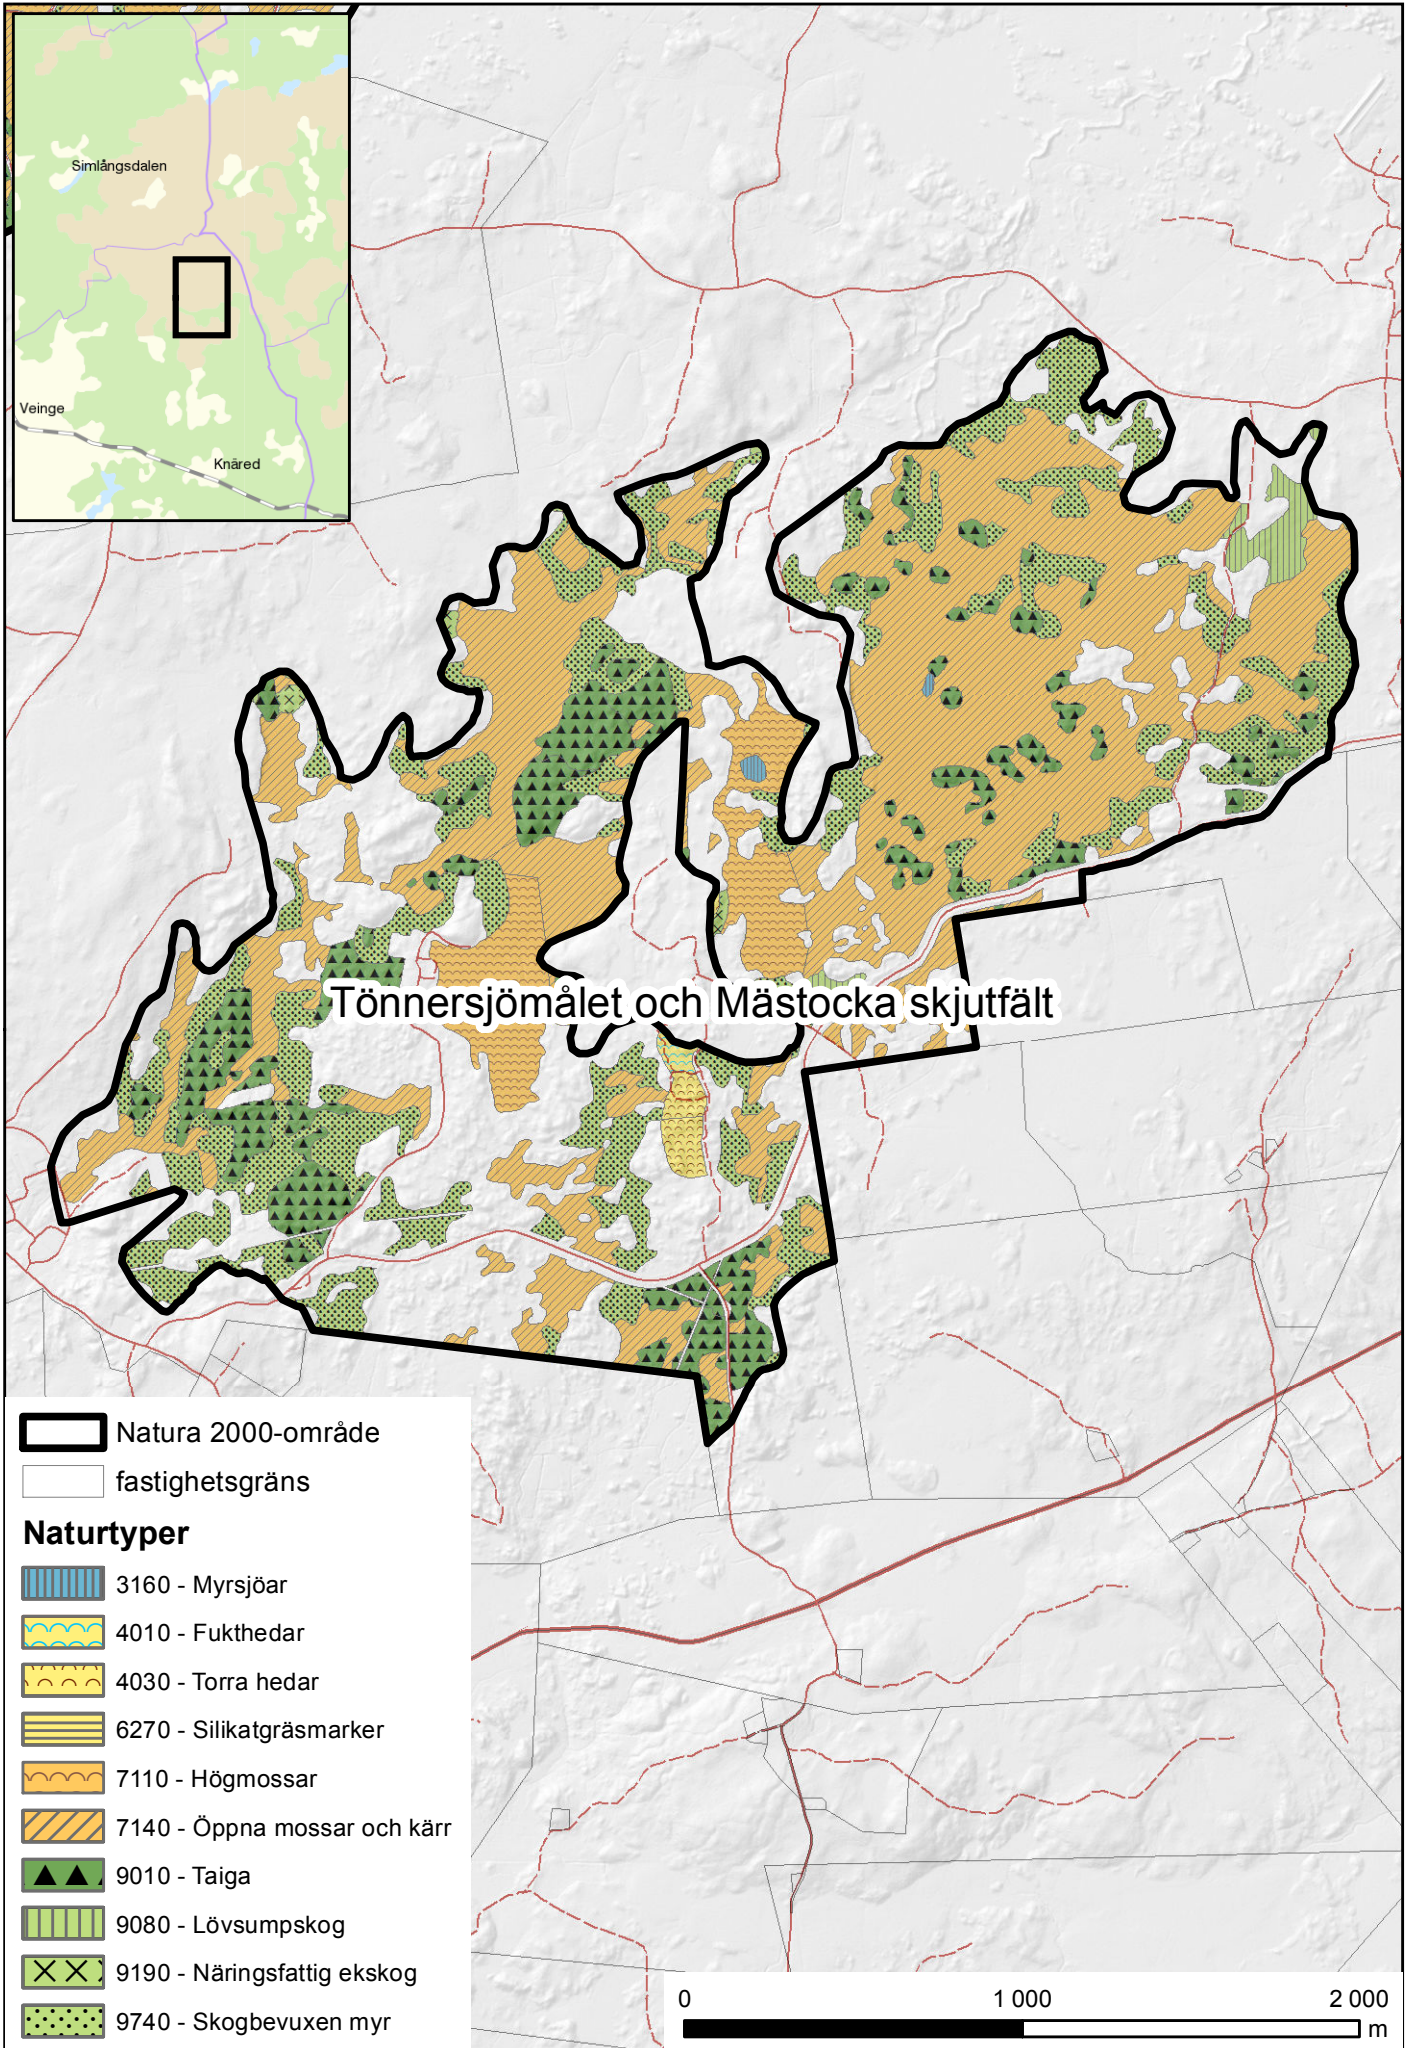 Simlångsdalen
Veinge
Knäred
Tönnersjömålet och Mästocka skjutfält
Natura 2000-område
fastighetsgräns
Naturtyper
3160 - Myrsjöar
4010 - Fukthedar
4030 - Torra hedar
6270 - Silikatgräsmarker
7110 - Högmossar
7140 - Öppna mossar och kärr
9010 - Taiga
9080 - Lövsumpskog
9190 - Näringsfattig ekskog
9740 - Skogbevuxen myr
0 1 000 2 000
m